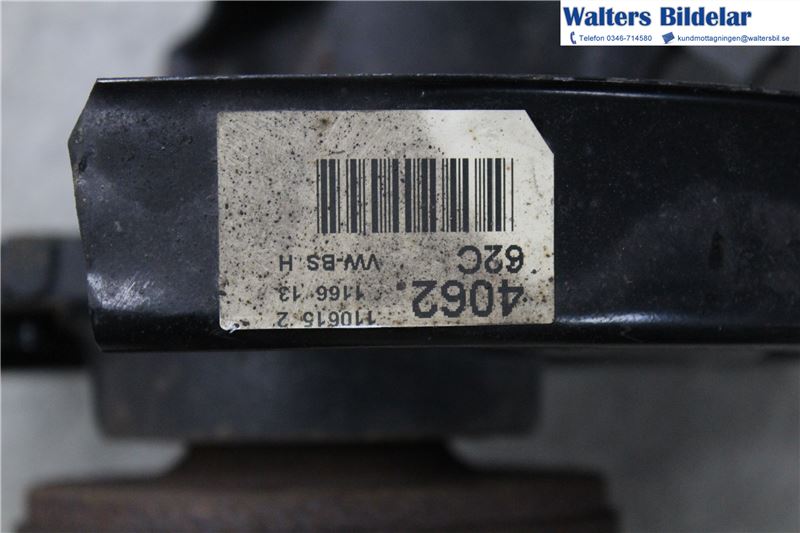 Walters Bildelar
Telefon 0346-714580 kundmottagningen@waltersbil.se
110615 2
1166 13
4062
VW-BS H
62C